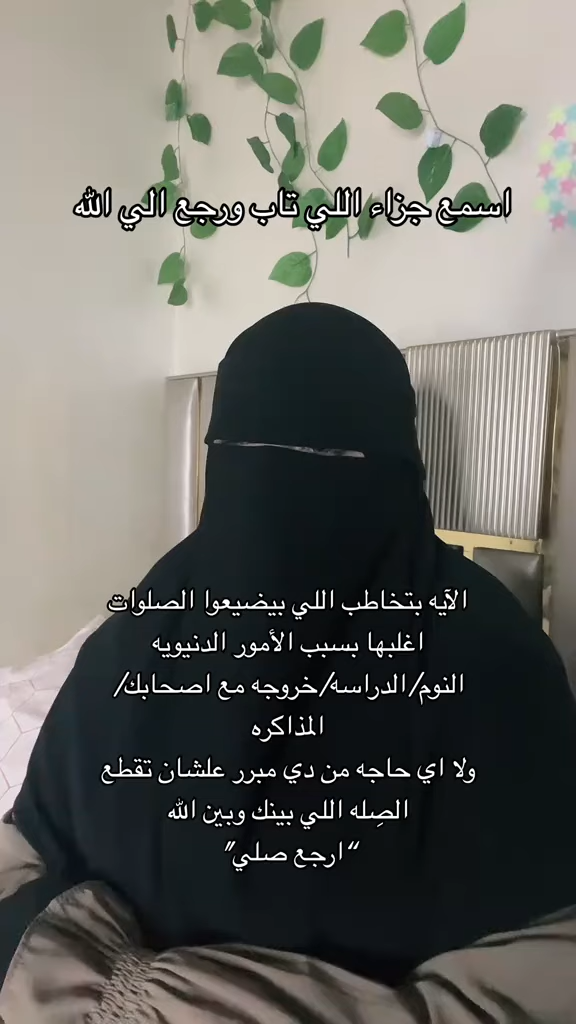 اسمع جزاء اللي تاب ورجع الي الله
الآيه بتخاطب اللي بيضيعوا الصلوات
اغلبها بسبب الأمور الدنيويه
النوم/الدراسه/خروجه مع اصحابك/
المذاكره
ولا اي حاجه من دي مبرر علشان تقطع
الصِله اللي بينك وبين الله
“ارجع صلي”